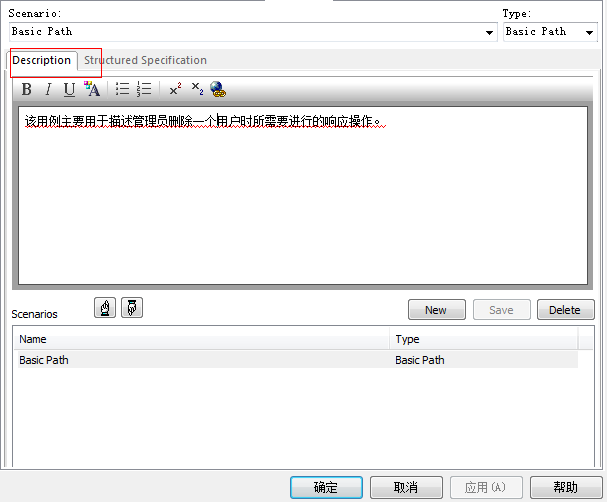 Scenario: Type:
Basic Path Basic Path
Description Structured Specification
B I U A x² x₂
该用例主要用于描述管理员删除一个用户时所需要进行的响应操作。
Scenarios New Save Delete
Name Type
Basic Path Basic Path
确定 取消 应用(A) 帮助